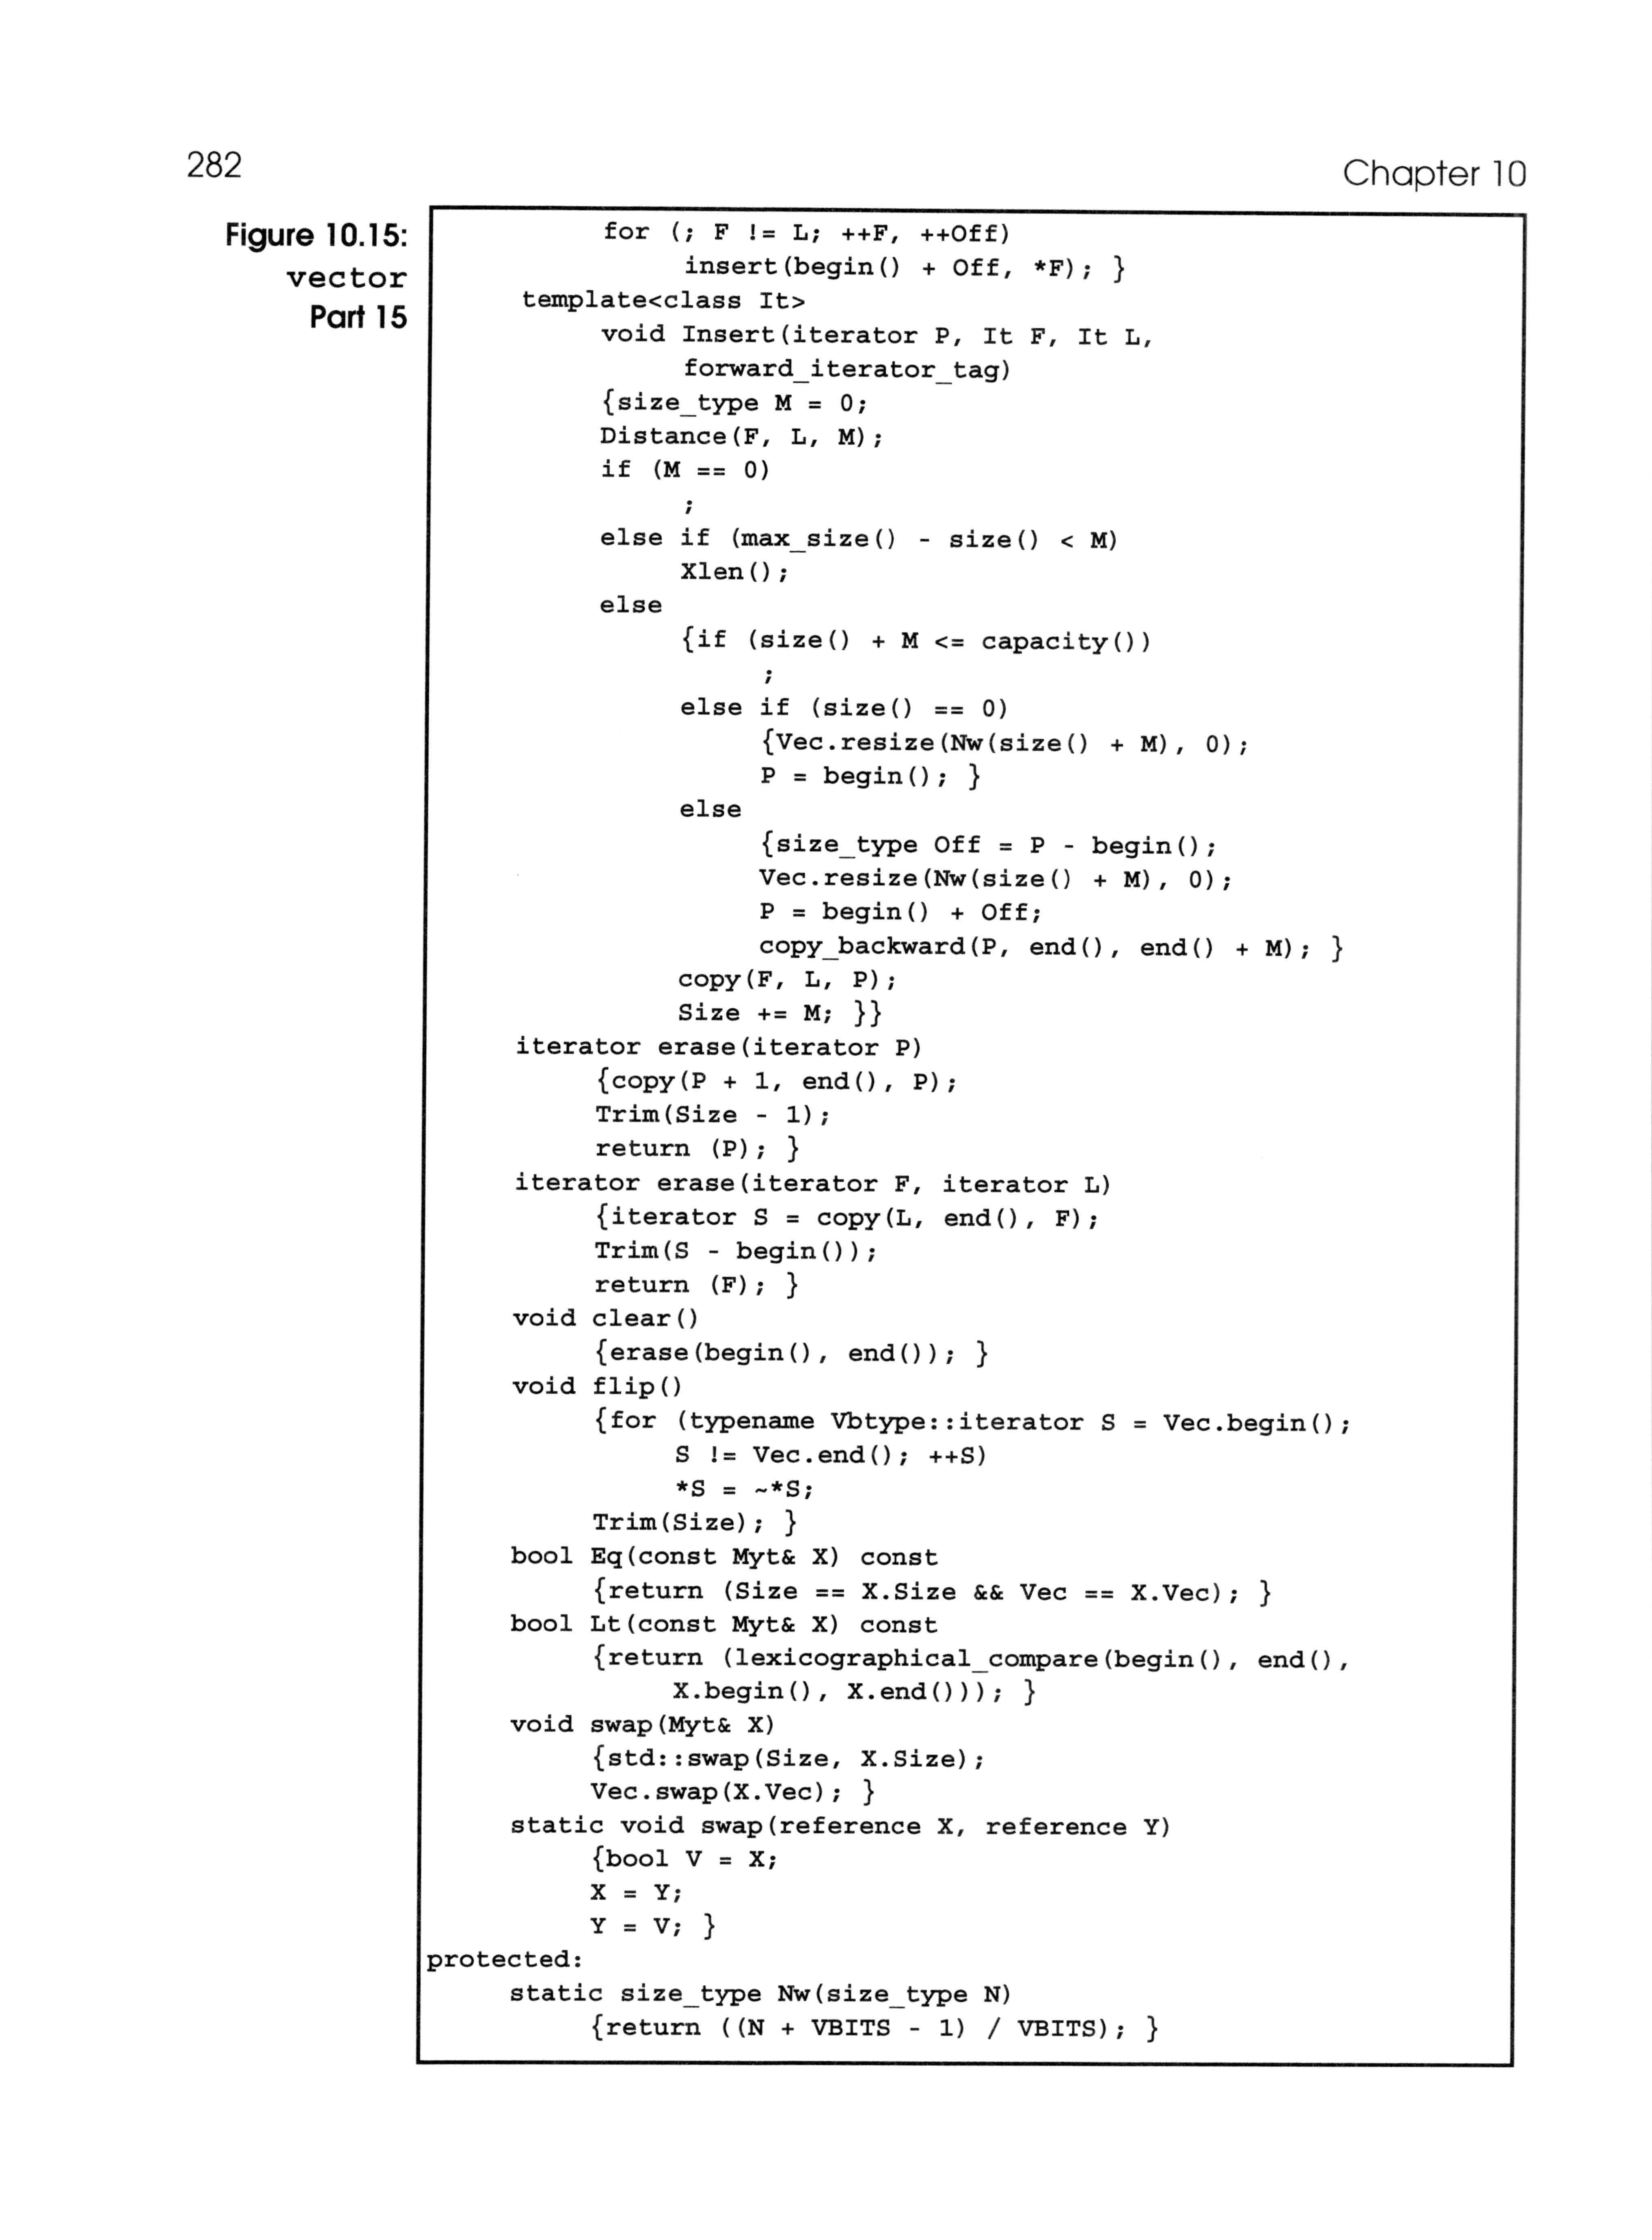 282
Chapter 10
Figure 10.15:
vector
Part 15
for (; F != L; ++F, ++Off)
insert(begin() + Off, *F); }
template<class It>
void Insert(iterator P, It F, It L,
forward_iterator_tag)
{size_type M = 0;
Distance(F, L, M);
if (M == 0)
;
else if (max_size() - size() < M)
Xlen();
else
{if (size() + M <= capacity())
;
else if (size() == 0)
{Vec.resize(Nw(size() + M), 0);
P = begin(); }
else
{size_type Off = P - begin();
Vec.resize(Nw(size() + M), 0);
P = begin() + Off;
copy_backward(P, end(), end() + M); }
copy(F, L, P);
Size += M; }}
iterator erase(iterator P)
{copy(P + 1, end(), P);
Trim(Size - 1);
return (P); }
iterator erase(iterator F, iterator L)
{iterator S = copy(L, end(), F);
Trim(S - begin());
return (F); }
void clear()
{erase(begin(), end()); }
void flip()
{for (typename Vbtype::iterator S = Vec.begin();
S != Vec.end(); ++S)
*S = ~*S;
Trim(Size); }
bool Eq(const Myt& X) const
{return (Size == X.Size && Vec == X.Vec); }
bool Lt(const Myt& X) const
{return (lexicographical_compare(begin(), end(),
X.begin(), X.end())); }
void swap(Myt& X)
{std::swap(Size, X.Size);
Vec.swap(X.Vec); }
static void swap(reference X, reference Y)
{bool V = X;
X = Y;
Y = V; }
protected:
static size_type Nw(size_type N)
{return ((N + VBITS - 1) / VBITS); }